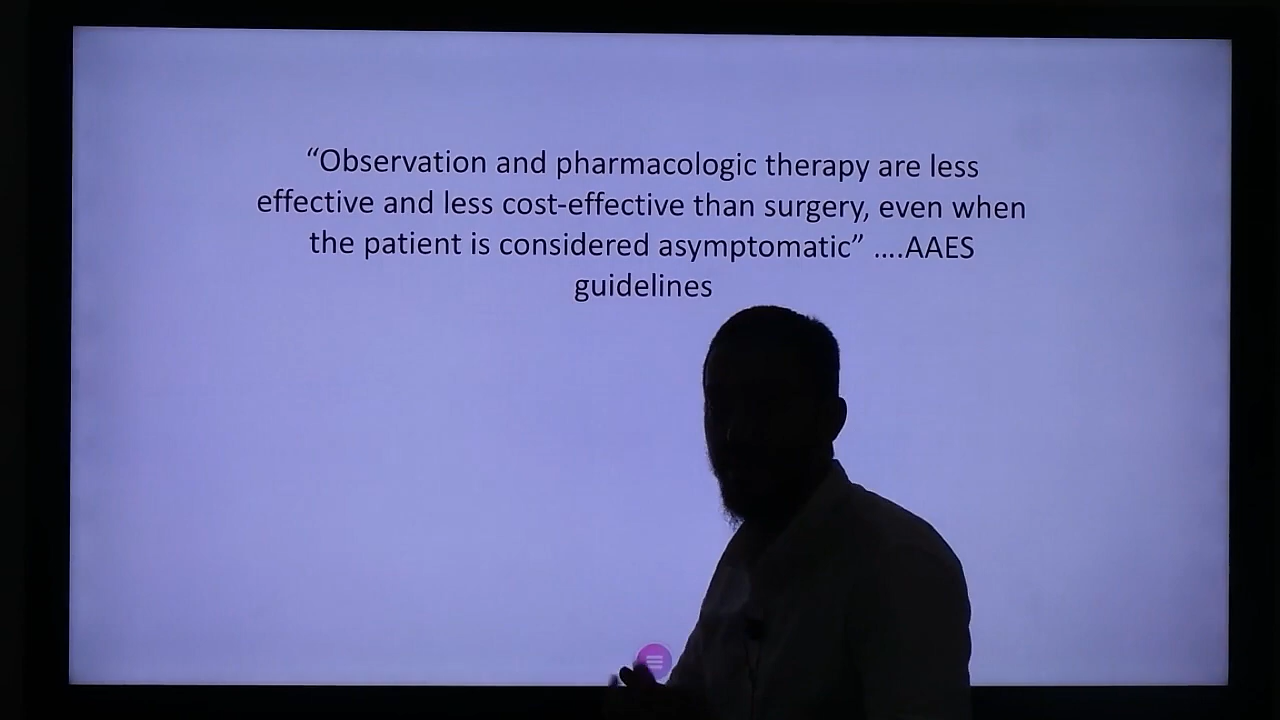 “Observation and pharmacologic therapy are less
effective and less cost-effective than surgery, even when
the patient is considered asymptomatic” ....AAES
guidelines